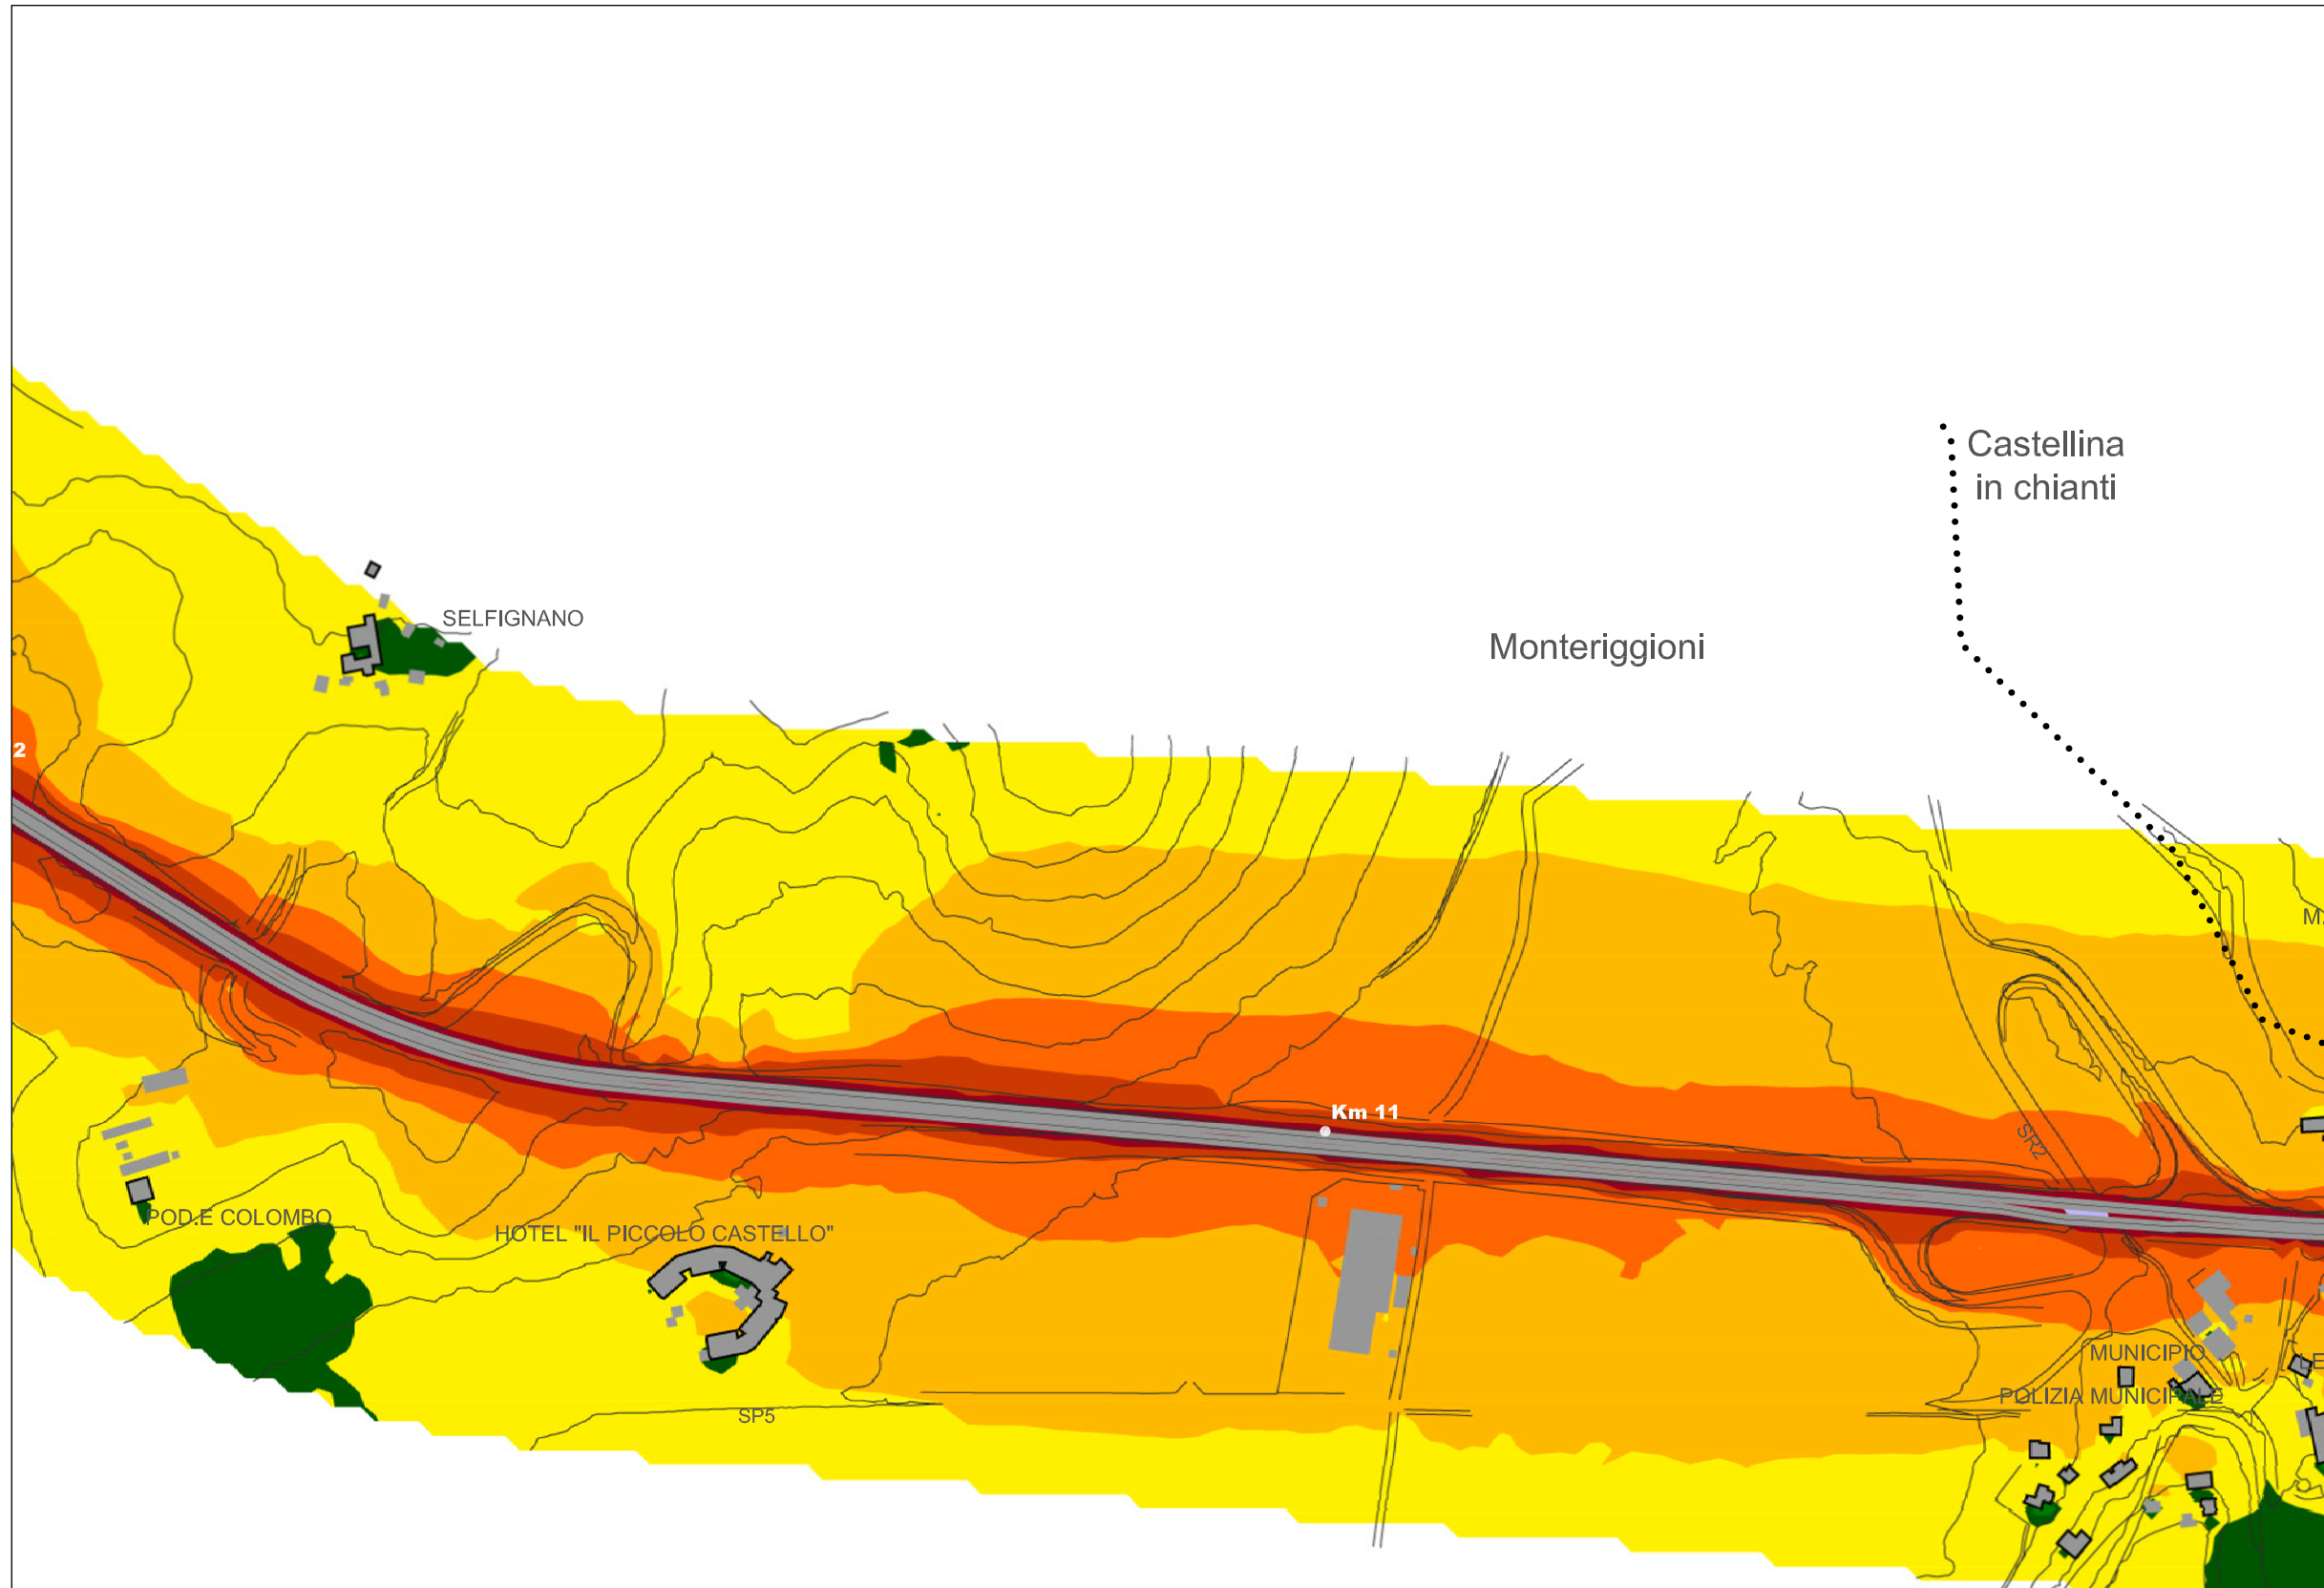 Castellina
in chianti
SELFIGNANO
Monteriggioni
2
Km 11
SR2
POD.E COLOMBO
HOTEL "IL PICCOLO CASTELLO"
MUNICIPIO
POLIZIA MUNICIPALE
SP5